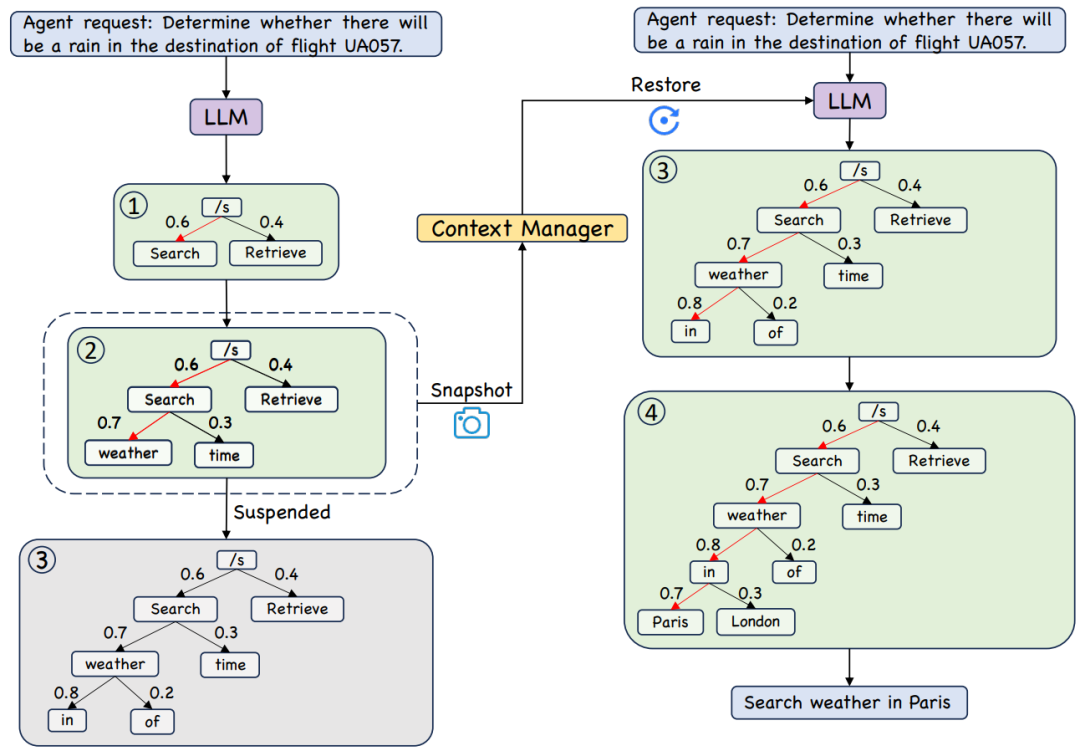 Agent request: Determine whether there will
be a rain in the destination of flight UA057.
LLM
①
/s
0.6
0.4
Search
Retrieve
②
/s
0.6
0.4
Search
Retrieve
0.7
0.3
weather
time
Suspended
③
/s
0.6
0.4
Search
Retrieve
0.7
0.3
weather
time
0.8
0.2
in
of
Snapshot
Context Manager
Restore
Agent request: Determine whether there will
be a rain in the destination of flight UA057.
LLM
③
/s
0.6
0.4
Search
Retrieve
0.7
0.3
weather
time
0.8
0.2
in
of
④
/s
0.6
0.4
Search
Retrieve
0.7
0.3
weather
time
0.8
0.2
in
of
0.7
0.3
Paris
London
Search weather in Paris